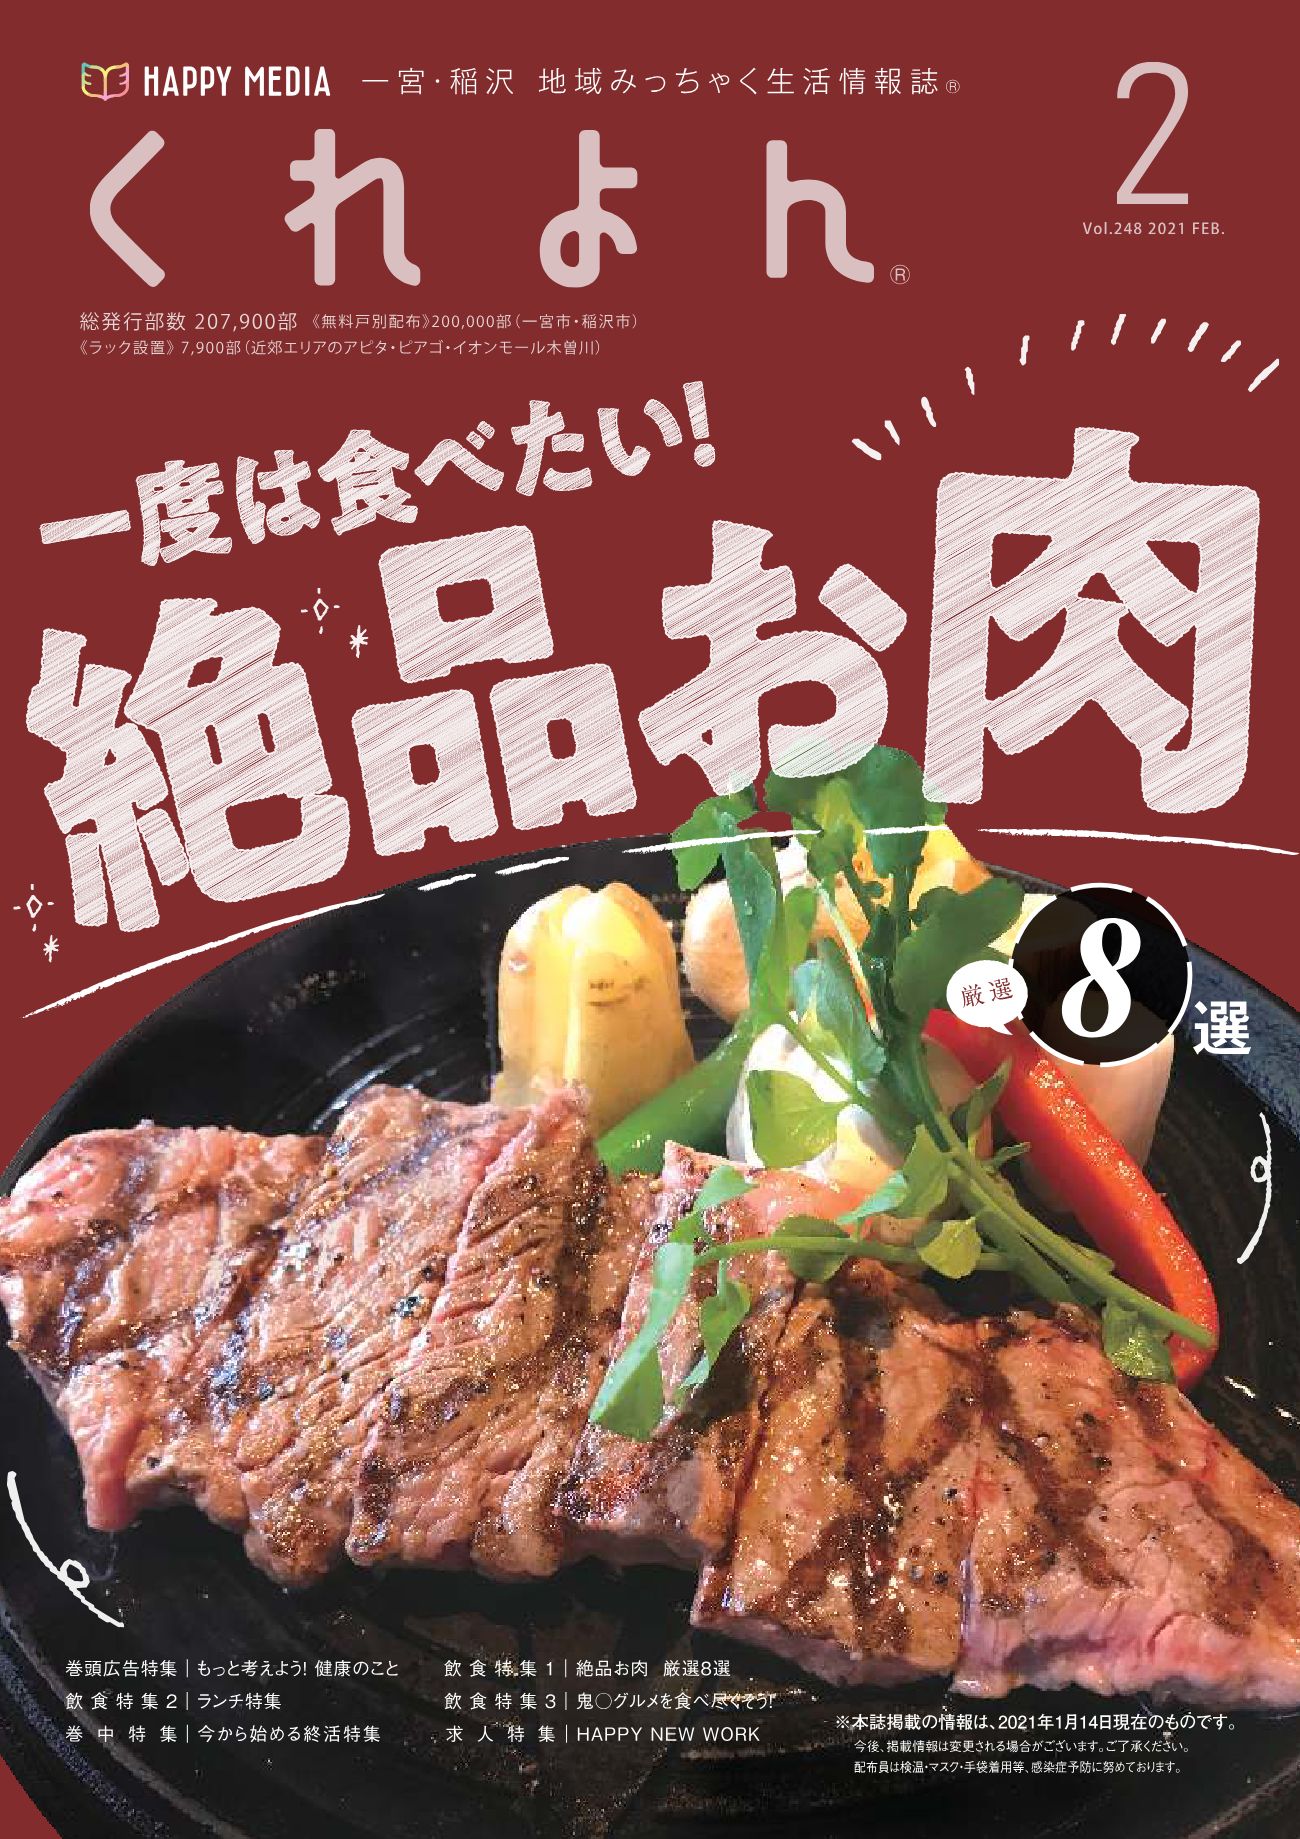 HAPPY MEDIA 一宮・稲沢 地域みっちゃく生活情報誌®
くれよん®
2
Vol.248 2021 FEB.
総発行部数 207,900部 《無料戸別配布》200,000部（一宮市・稲沢市）
《ラック設置》7,900部（近郊エリアのアピタ・ピアゴ・イオンモール木曽川）
一度は食べたい!
絶品お肉
厳選
8選
巻頭広告特集｜もっと考えよう! 健康のこと
飲食特集2｜ランチ特集
巻中特集｜今から始める終活特集
飲食特集1｜絶品お肉 厳選8選
飲食特集3｜鬼〇グルメを食べ尽くそう!
求人特集｜HAPPY NEW WORK
※本誌掲載の情報は、2021年1月14日現在のものです。
今後、掲載情報は変更される場合がございます。ご了承ください。
配布員は検温・マスク・手袋着用等、感染症予防に努めております。